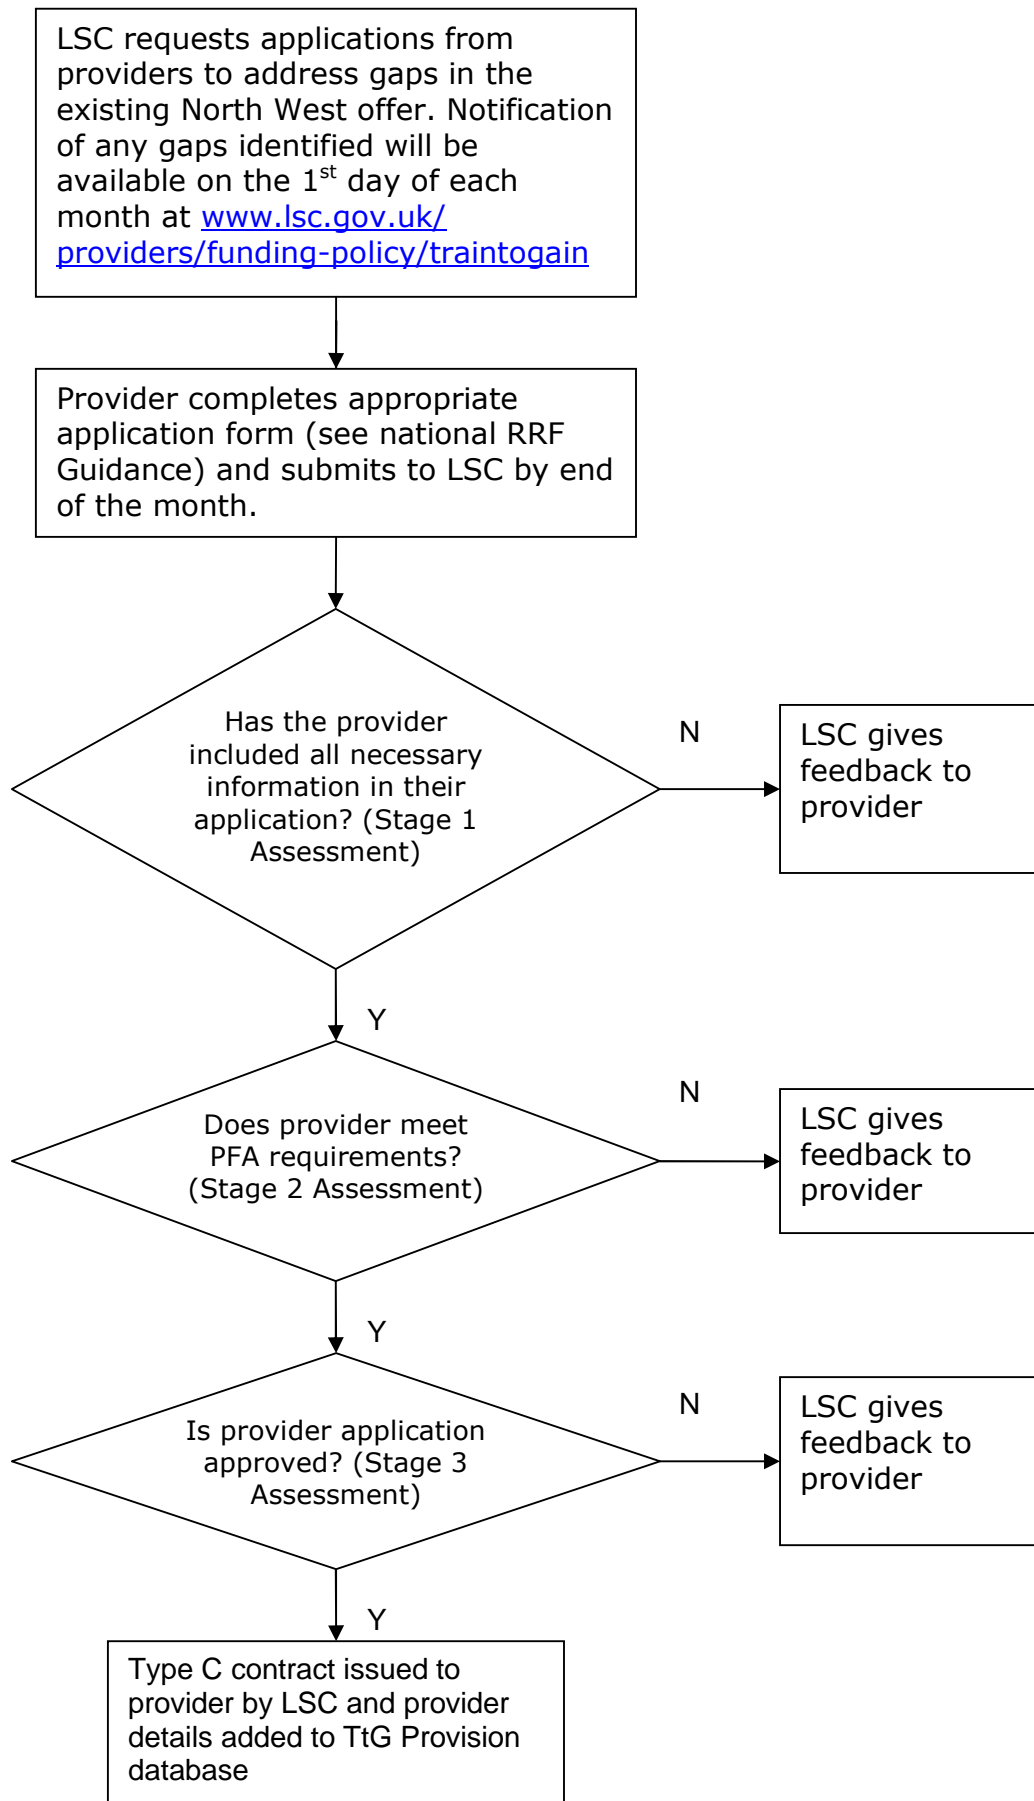 LSC requests applications from
providers to address gaps in the
existing North West offer. Notification
of any gaps identified will be
available on the 1st day of each
month at www.lsc.gov.uk/
providers/funding-policy/traintogain
Provider completes appropriate
application form (see national RRF
Guidance) and submits to LSC by end
of the month.
Has the provider
included all necessary
information in their
application? (Stage 1
Assessment)
N
LSC gives
feedback to
provider
Y
Does provider meet
PFA requirements?
(Stage 2 Assessment)
N
LSC gives
feedback to
provider
Y
Is provider application
approved? (Stage 3
Assessment)
N
LSC gives
feedback to
provider
Y
Type C contract issued to
provider by LSC and provider
details added to TtG Provision
database